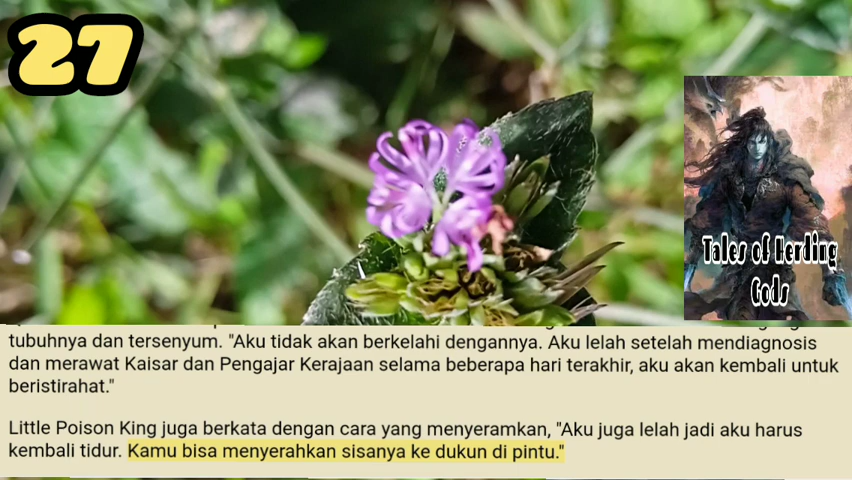 27
Tales of Herding
Gods
tubuhnya dan tersenyum. "Aku tidak akan berkelahi dengannya. Aku lelah setelah mendiagnosis
dan merawat Kaisar dan Pengajar Kerajaan selama beberapa hari terakhir, aku akan kembali untuk
beristirahat."
Little Poison King juga berkata dengan cara yang menyeramkan, "Aku juga lelah jadi aku harus
kembali tidur. Kamu bisa menyerahkan sisanya ke dukun di pintu."